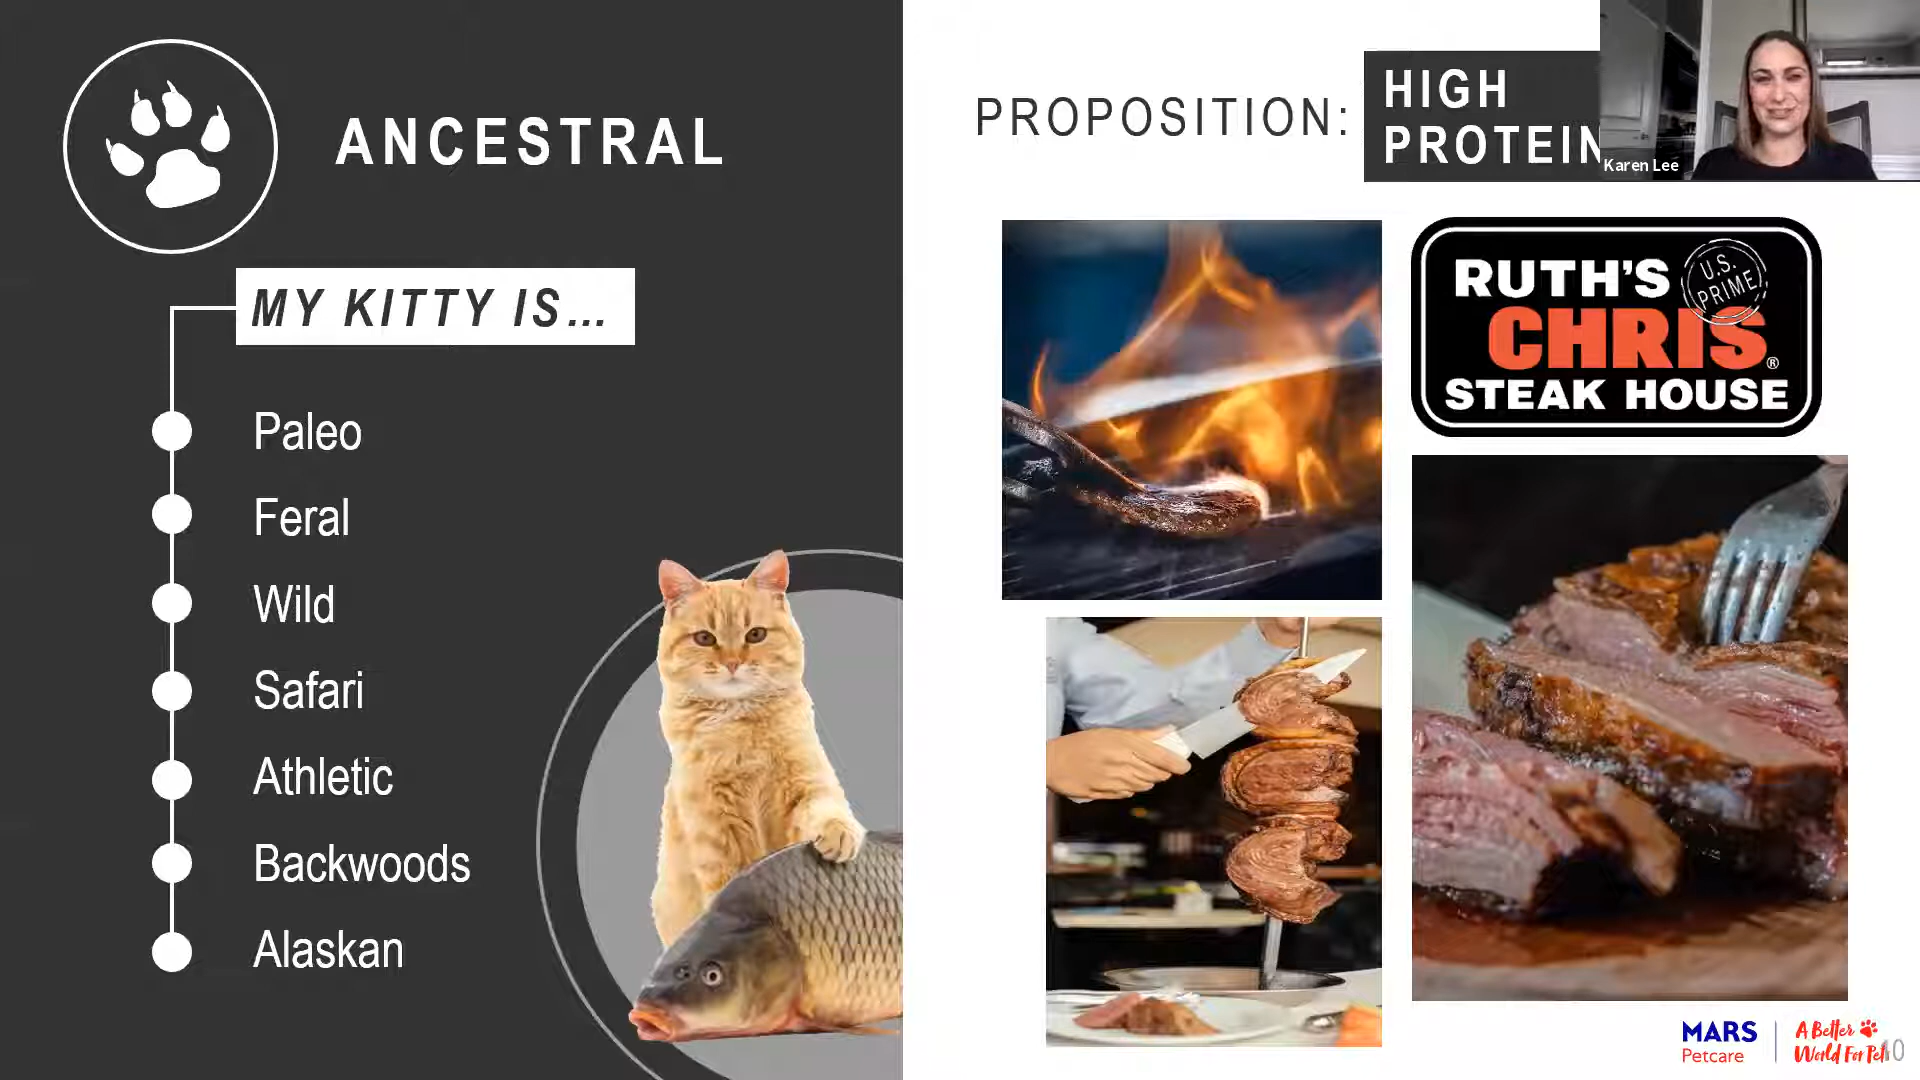 ANCESTRAL
MY KITTY IS...
Paleo
Feral
Wild
Safari
Athletic
Backwoods
Alaskan
PROPOSITION:
HIGH
PROTEIN
Karen Lee
RUTH'S
U.S.
PRIME
CHRIS®
STEAK HOUSE
MARS
Petcare
A Better
World For Pets
10